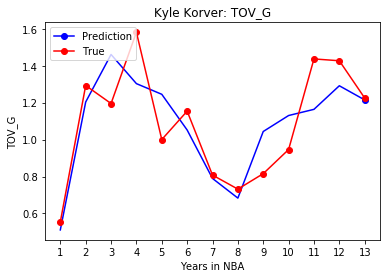 Kyle Korver: TOV_G
Prediction
True
1.6
1.4
1.2
1.0
0.8
0.6
TOV_G
1 2 3 4 5 6 7 8 9 10 11 12 13
Years in NBA